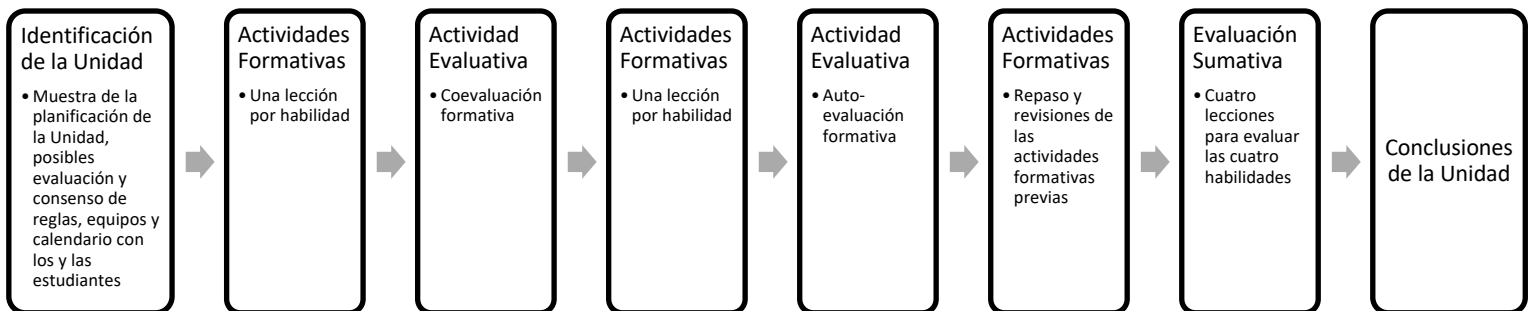 Identificación
de la Unidad
• Muestra de la
planificación de
la Unidad,
posibles
evaluación y
consenso de
reglas, equipos y
calendario con
los y las
estudiantes
Actividades
Formativas
• Una lección
por habilidad
Actividad
Evaluativa
• Coevaluación
formativa
Actividades
Formativas
• Una lección
por habilidad
Actividad
Evaluativa
• Auto-
evaluación
formativa
Actividades
Formativas
• Repaso y
revisiones de
las
actividades
formativas
previas
Evaluación
Sumativa
• Cuatro
lecciones
para evaluar
las cuatro
habilidades
Conclusiones
de la Unidad